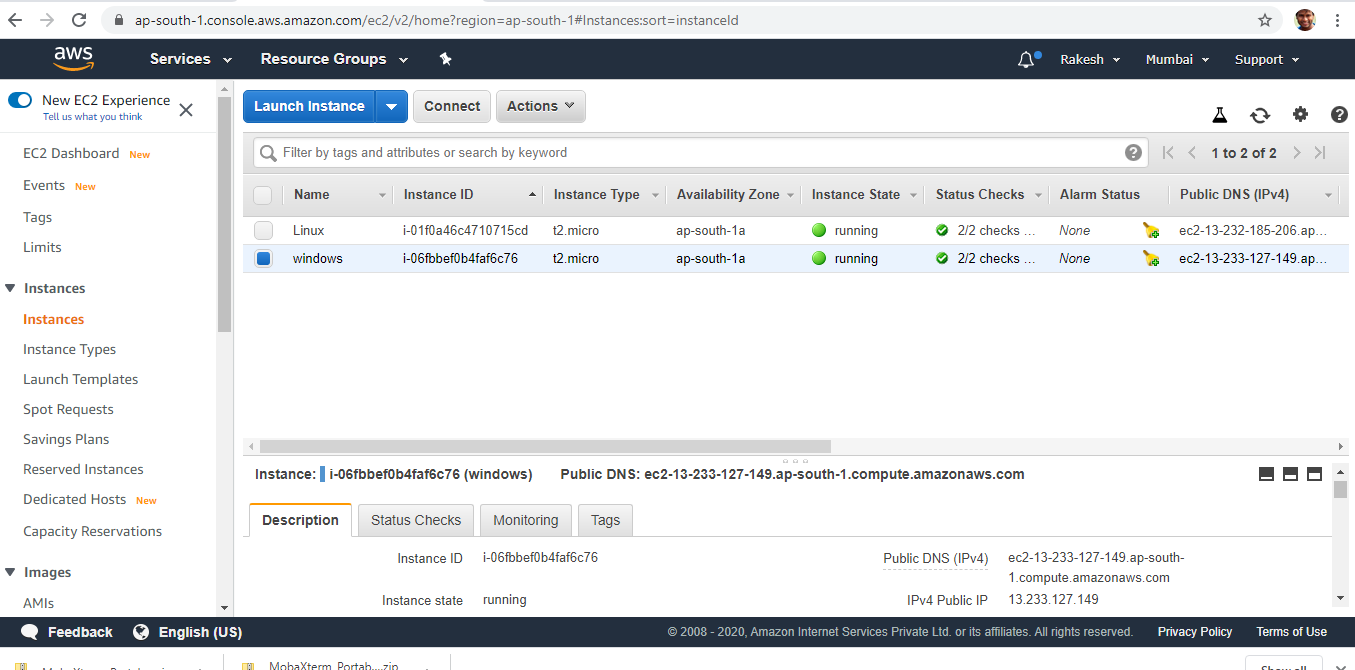 ap-south-1.console.aws.amazon.com/ec2/v2/home?region=ap-south-1#Instances:sort=instanceId
aws Services Resource Groups Rakesh Mumbai Support
New EC2 Experience
Tell us what you think
EC2 Dashboard New
Events New
Tags
Limits
Instances
Instances
Instance Types
Launch Templates
Spot Requests
Savings Plans
Reserved Instances
Dedicated Hosts New
Capacity Reservations
Images
AMIs
Launch Instance Connect Actions
Filter by tags and attributes or search by keyword 1 to 2 of 2
Name Instance ID Instance Type Availability Zone Instance State Status Checks Alarm Status Public DNS (IPv4)
Linux i-01f0a46c4710715cd t2.micro ap-south-1a running 2/2 checks ... None ec2-13-232-185-206.ap...
windows i-06fbbef0b4faf6c76 t2.micro ap-south-1a running 2/2 checks ... None ec2-13-233-127-149.ap...
Instance: i-06fbbef0b4faf6c76 (windows) Public DNS: ec2-13-233-127-149.ap-south-1.compute.amazonaws.com
Description Status Checks Monitoring Tags
Instance ID i-06fbbef0b4faf6c76 Public DNS (IPv4) ec2-13-233-127-149.ap-south-
1.compute.amazonaws.com
Instance state running IPv4 Public IP 13.233.127.149
Feedback English (US) © 2008 - 2020, Amazon Internet Services Private Ltd. or its affiliates. All rights reserved. Privacy Policy Terms of Use
MobaXterm_Portab....zip Show all